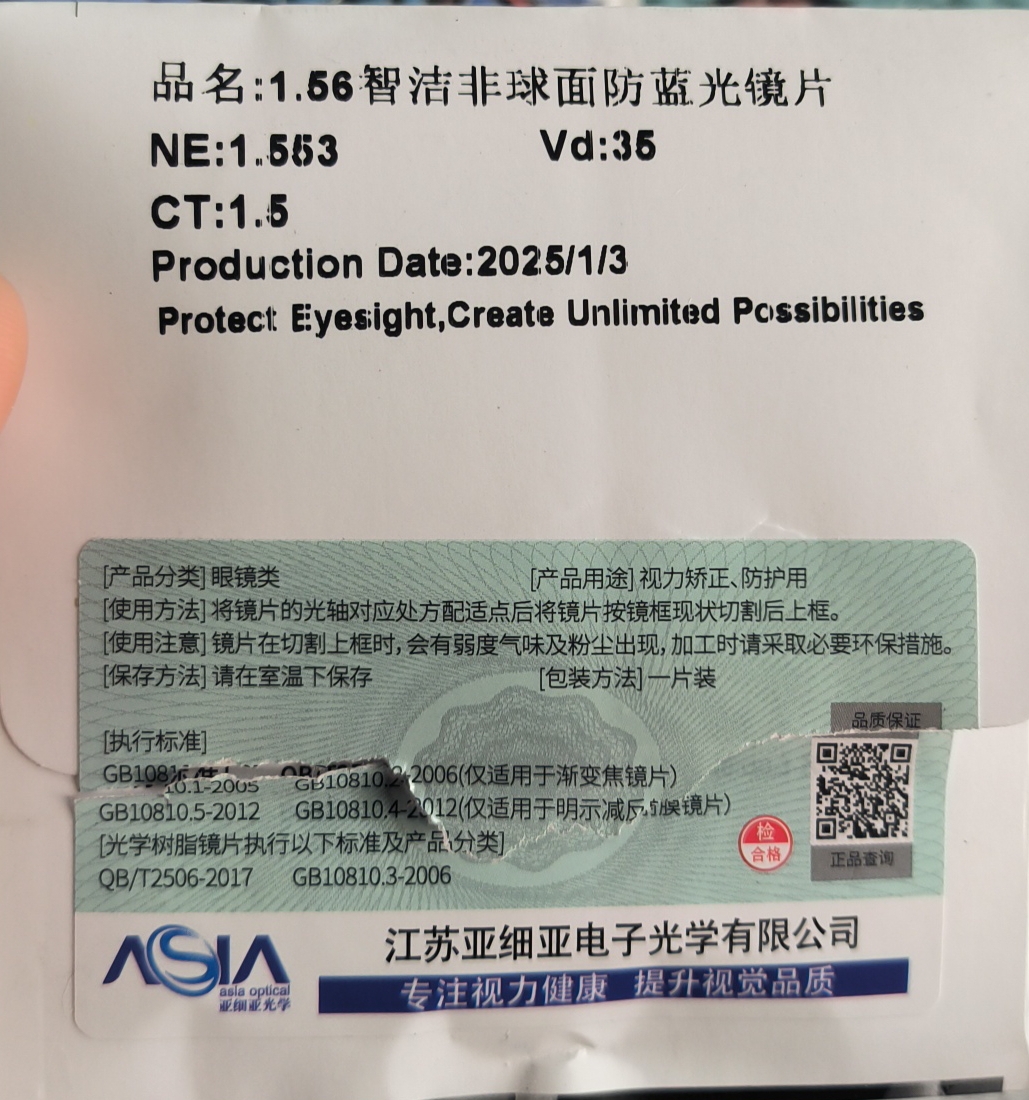 品名:1.56智洁非球面防蓝光镜片
NE:1.553 Vd:35
CT:1.5
Production Date:2025/1/3
Protect Eyesight,Create Unlimited Possibilities
[产品分类] 眼镜类 [产品用途] 视力矫正、防护用
[使用方法] 将镜片的光轴对应处方配适点后将镜片按镜框现状切割后上框。
[使用注意] 镜片在切割上框时,会有弱度气味及粉尘出现,加工时请采取必要环保措施。
[保存方法] 请在室温下保存 [包装方法] 一片装
品质保证
[执行标准]
GB10810.1-2005 GB10810.2-2006(仅适用于渐变焦镜片)
GB10810.5-2012 GB10810.4-2012(仅适用于明示减反射膜镜片)
检
合格
[光学树脂镜片执行以下标准及产品分类]
正品查询
QB/T2506-2017 GB10810.3-2006
ASIA
asia optical
亚细亚光学
江苏亚细亚电子光学有限公司
专注视力健康 提升视觉品质